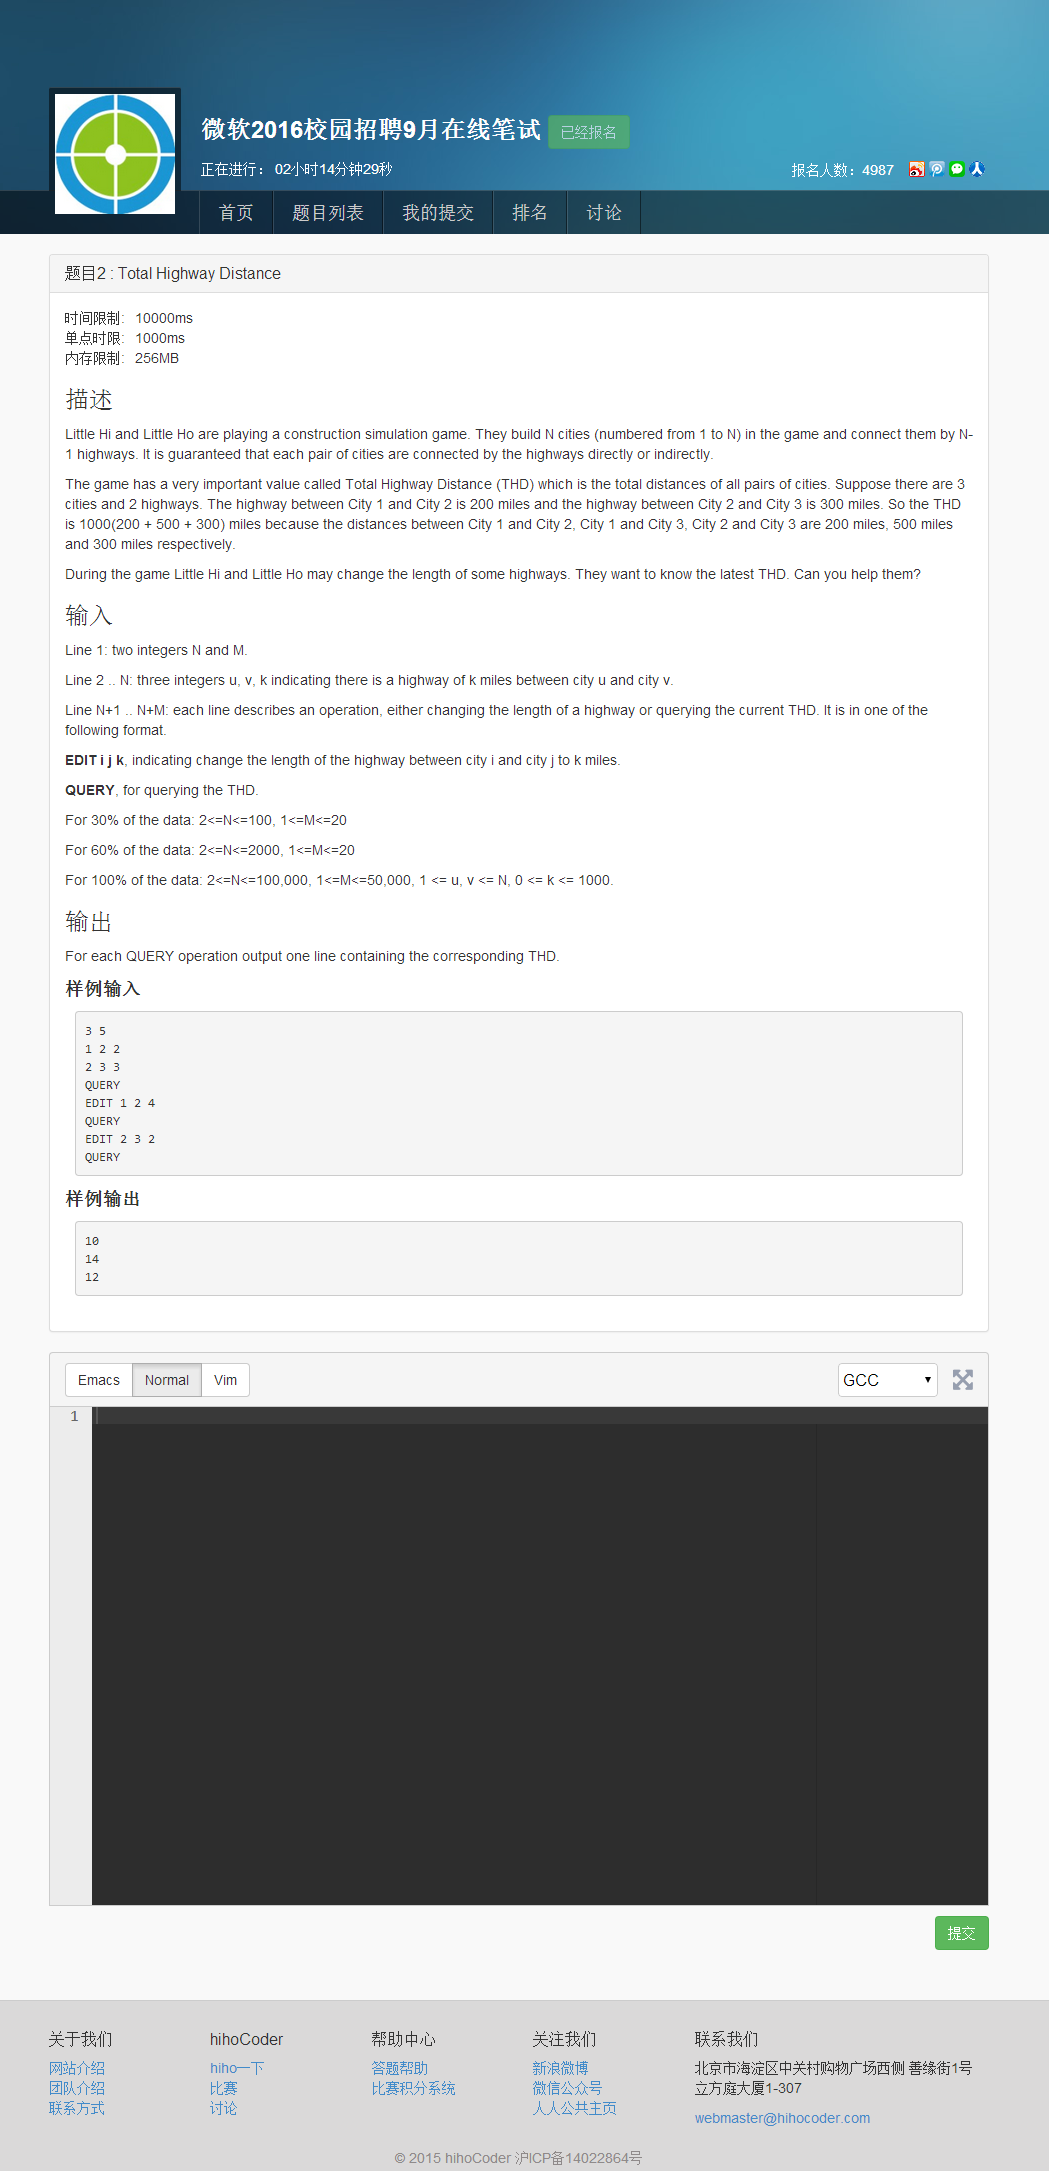 微软2016校园招聘9月在线笔试 已经报名
正在进行： 02小时14分钟29秒 报名人数：4987
首页 题目列表 我的提交 排名 讨论
题目2 : Total Highway Distance
时间限制: 10000ms
单点时限: 1000ms
内存限制: 256MB
描述
Little Hi and Little Ho are playing a construction simulation game. They build N cities (numbered from 1 to N) in the game and connect them by N-
1 highways. It is guaranteed that each pair of cities are connected by the highways directly or indirectly.
The game has a very important value called Total Highway Distance (THD) which is the total distances of all pairs of cities. Suppose there are 3
cities and 2 highways. The highway between City 1 and City 2 is 200 miles and the highway between City 2 and City 3 is 300 miles. So the THD
is 1000(200 + 500 + 300) miles because the distances between City 1 and City 2, City 1 and City 3, City 2 and City 3 are 200 miles, 500 miles
and 300 miles respectively.
During the game Little Hi and Little Ho may change the length of some highways. They want to know the latest THD. Can you help them?
输入
Line 1: two integers N and M.
Line 2 .. N: three integers u, v, k indicating there is a highway of k miles between city u and city v.
Line N+1 .. N+M: each line describes an operation, either changing the length of a highway or querying the current THD. It is in one of the
following format.
EDIT i j k, indicating change the length of the highway between city i and city j to k miles.
QUERY, for querying the THD.
For 30% of the data: 2<=N<=100, 1<=M<=20
For 60% of the data: 2<=N<=2000, 1<=M<=20
For 100% of the data: 2<=N<=100,000, 1<=M<=50,000, 1 <= u, v <= N, 0 <= k <= 1000.
输出
For each QUERY operation output one line containing the corresponding THD.
样例输入
3 5
1 2 2
2 3 3
QUERY
EDIT 1 2 4
QUERY
EDIT 2 3 2
QUERY
样例输出
10
14
12
Emacs Normal Vim GCC
1
提交
关于我们 hihoCoder 帮助中心 关注我们 联系我们
网站介绍 hiho一下 答题帮助 新浪微博 北京市海淀区中关村购物广场西侧 善缘街1号
团队介绍 比赛 比赛积分系统 微信公众号 立方庭大厦1-307
联系方式 讨论 人人公共主页
webmaster@hihocoder.com
© 2015 hihoCoder 沪ICP备14022864号